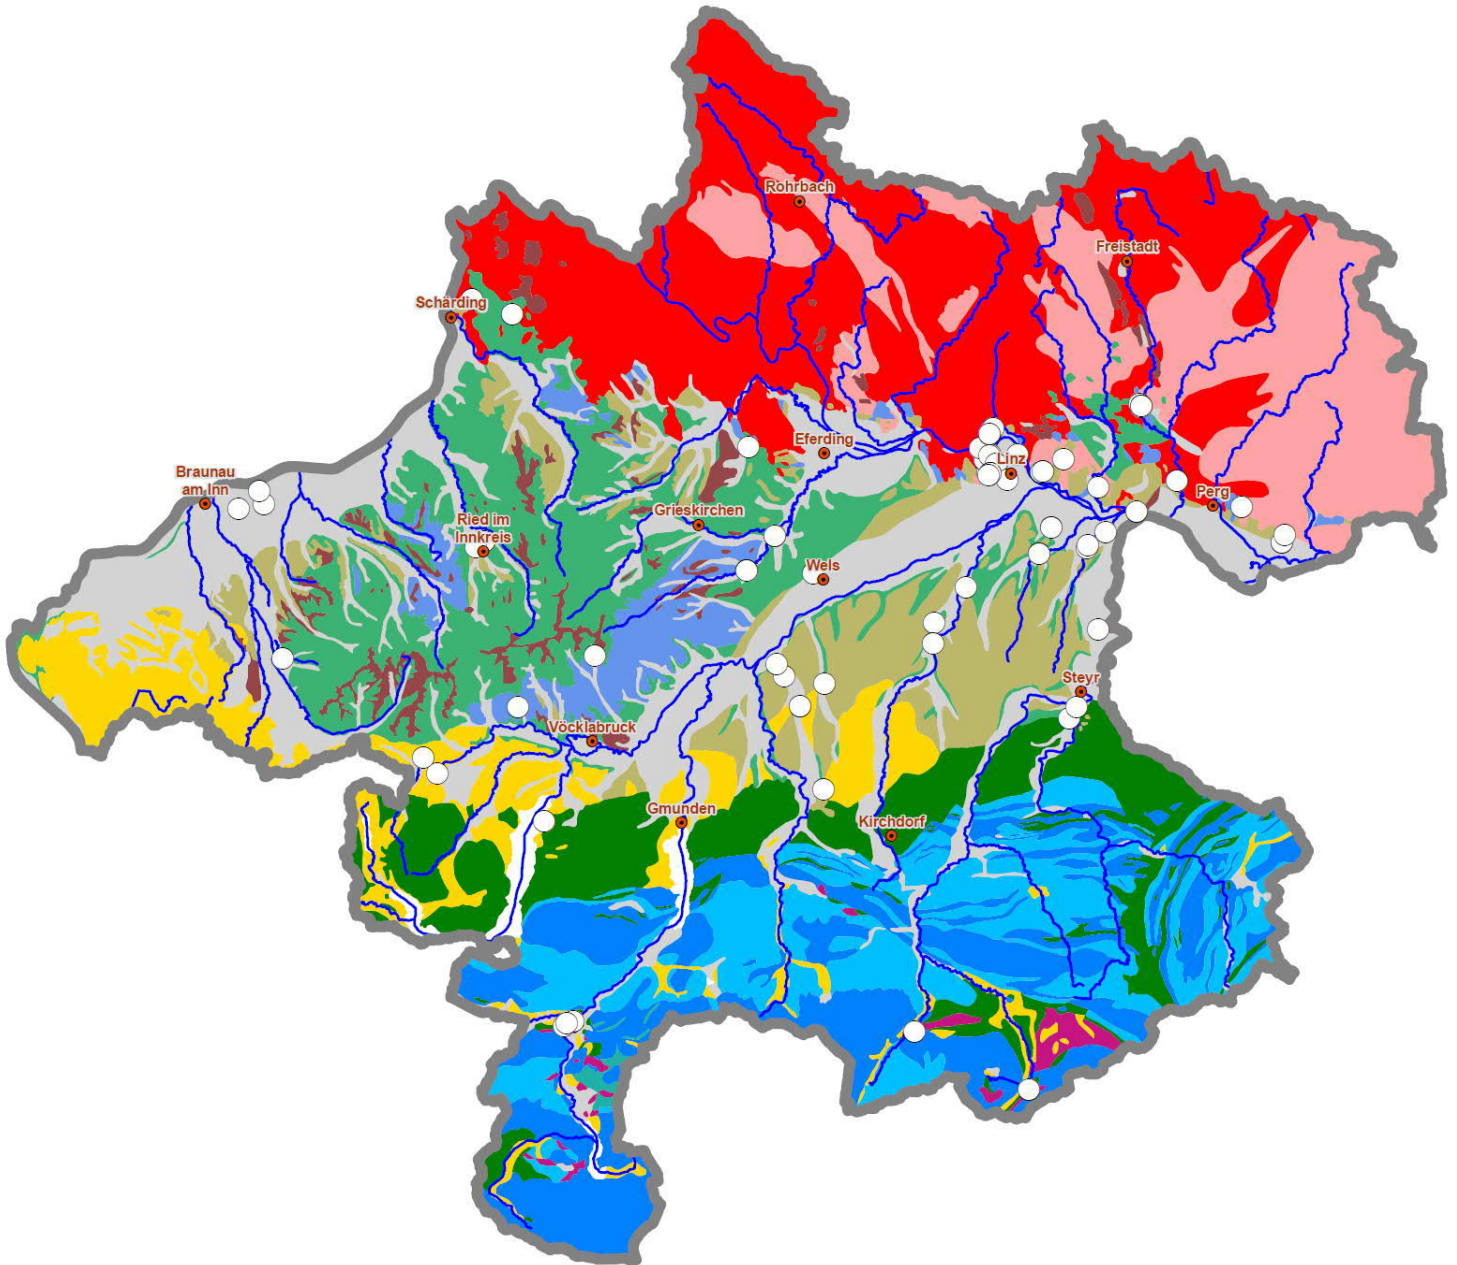 Rohrbach
Freistadt
Schärding
Eferding
Linz
Braunau
am Inn
Perg
Grieskirchen
Ried im
Innkreis
Wels
Steyr
Vöcklabruck
Gmunden
Kirchdorf